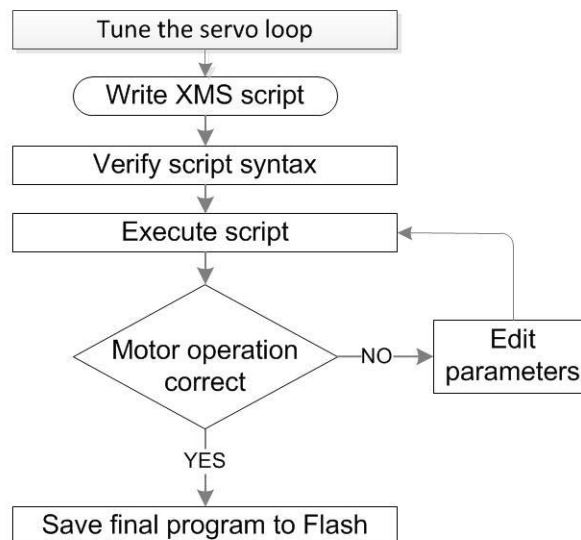 Tune the servo loop
Write XMS script
Verify script syntax
Execute script
Motor operation
correct
NO
Edit
parameters
YES
Save final program to Flash